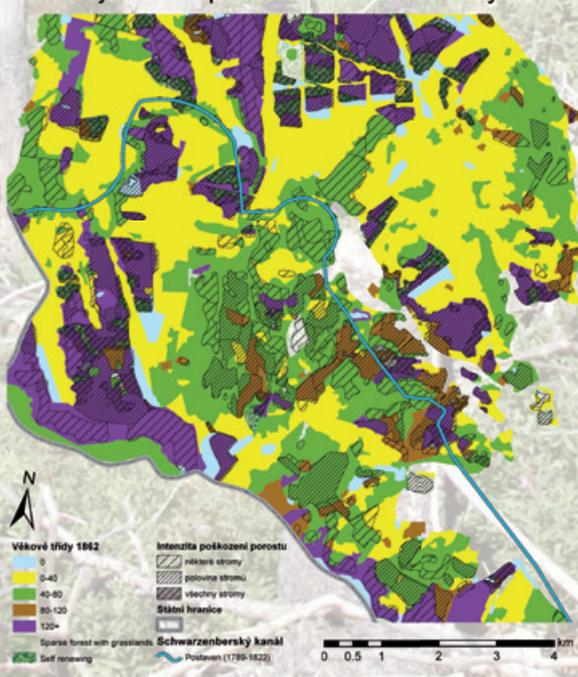 N
Věkové třídy 1862
0
0-40
40-80
80-120
120+
Sparse forest with grasslands
Self renewing
Intenzita poškození porostu
některé stromy
polovina stromů
všechny stromy
Státní hranice
Schwarzenberský kanál
Postaven (1789-1822)
km
0 0.5 1 2 3 4